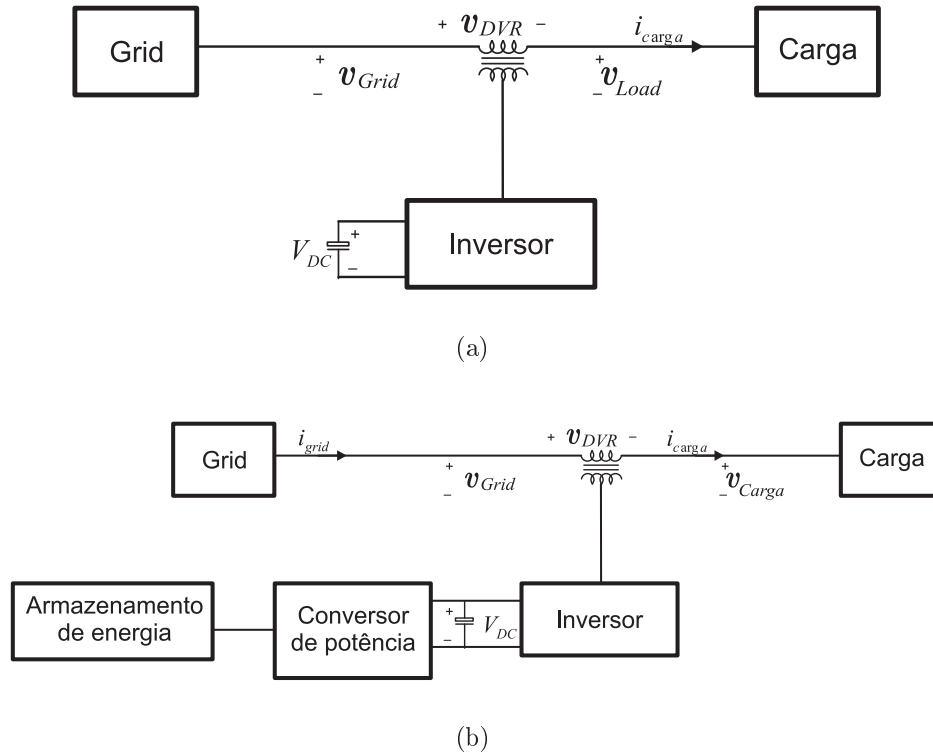 + v_DVR -
Grid
i_carga
Carga
+
-
v_Grid
+
-
v_Load
V_DC
+
-
Inversor
(a)
Grid
i_grid
+ v_DVR -
i_carga
Carga
+
-
v_Grid
+
-
v_Carga
Armazenamento
de energia
Conversor
de potência
+
-
V_DC
Inversor
(b)